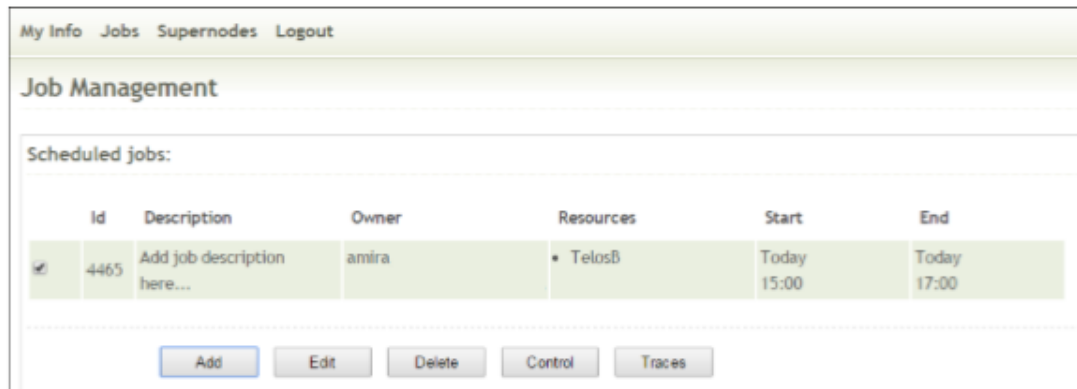 My Info Jobs Supernodes Logout
Job Management
Scheduled jobs:
Id Description Owner Resources Start End
4465 Add job description here... amira • TelosB Today 15:00 Today 17:00
Add Edit Delete Control Traces